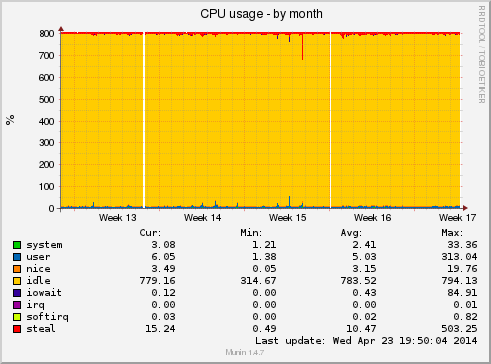 CPU usage - by month
RRDTOOL / TOBI OETIKER
%
800
700
600
500
400
300
200
100
0
Week 13 Week 14 Week 15 Week 16 Week 17
Cur: Min: Avg: Max:
system 3.08 1.21 2.41 33.36
user 6.05 1.38 5.03 313.04
nice 3.49 0.05 3.15 19.76
idle 779.16 314.67 783.52 794.13
iowait 0.12 0.00 0.43 84.91
irq 0.00 0.00 0.00 0.01
softirq 0.03 0.00 0.02 0.82
steal 15.24 0.49 10.47 503.25
Last update: Wed Apr 23 19:50:04 2014
Munin 1.4.7